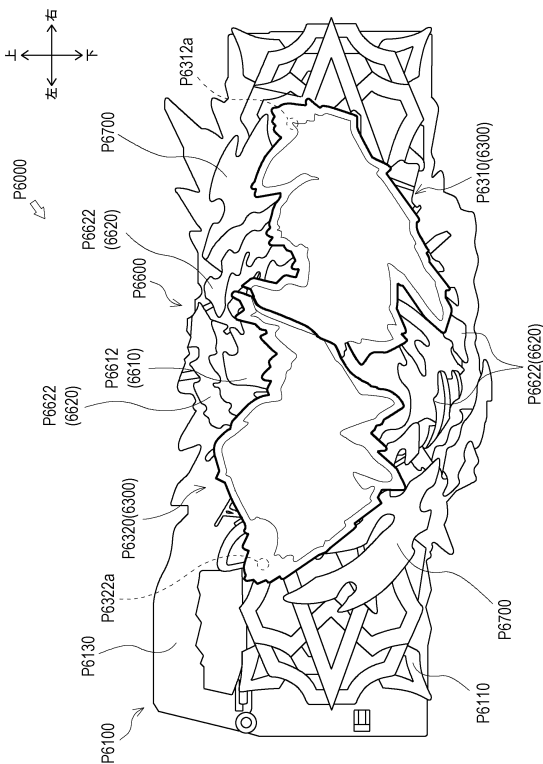 上
下
左
右
P6000
P6312a
P6700
P6310(6300)
P6622
(6620)
P6600
P6612
(6610)
P6622
(6620)
P6622(6620)
P6320(6300)
P6322a
P6130
P6700
P6100
P6110